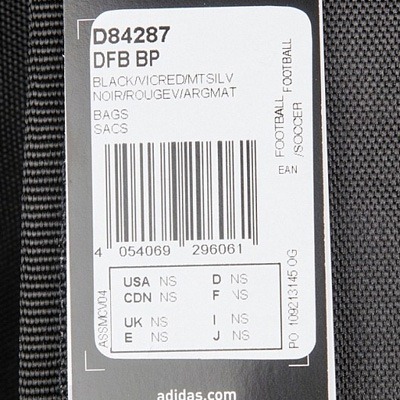 D84287
DFB BP
BLACK/VICRED/MTSILV
NOIR/ROUGEV/ARGMAT
BAGS
SACS
FOOTBALL
/SOCCER
FOOTBALL
EAN
4 054069 296061
USA NS D NS
CDN NS F NS
UK NS I NS
E NS J NS
ASSMCV04
PO 109213145 OG
adidas.com